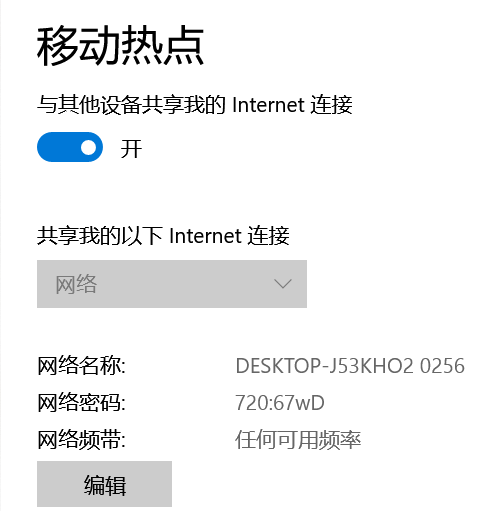 移动热点
与其他设备共享我的 Internet 连接
开
共享我的以下 Internet 连接
网络
网络名称: DESKTOP-J53KHO2 0256
网络密码: 720:67wD
网络频带: 任何可用频率
编辑